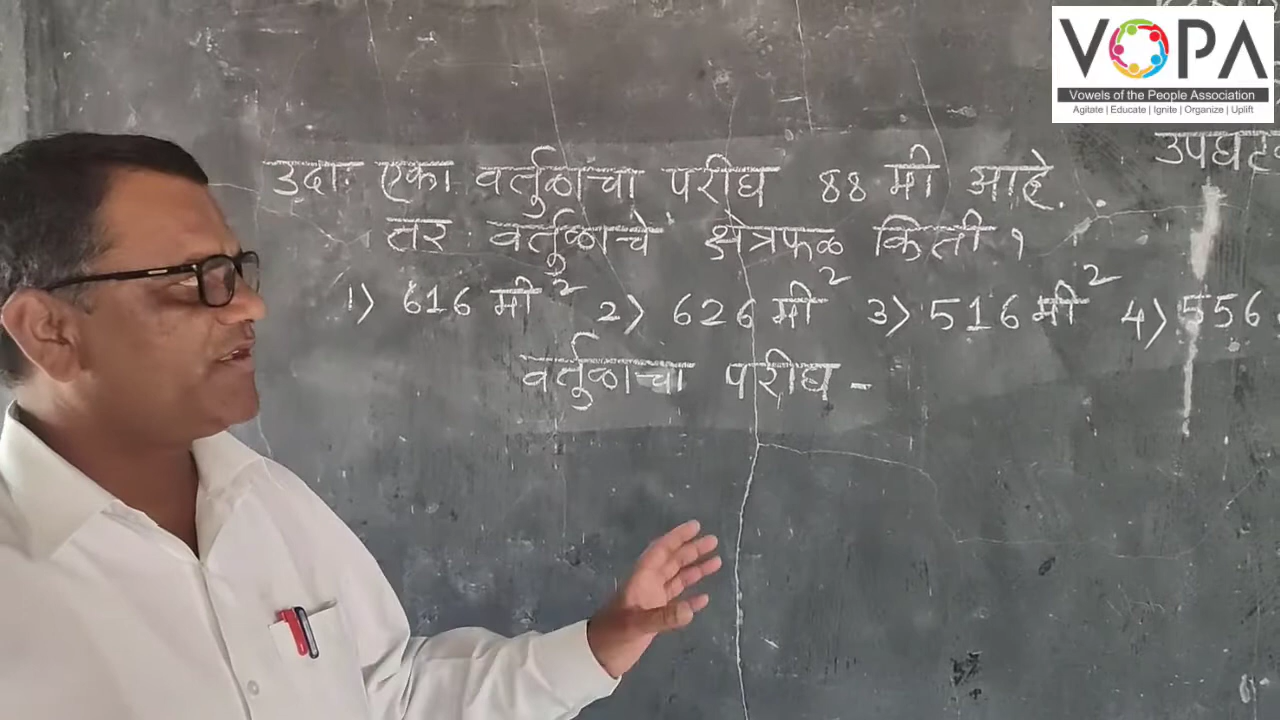 VOPA
Vowels of the People Association
Agitate | Educate | Ignite | Organize | Uplift
उदाः एका वर्तुळाचा परीघ 88 मी आहे.
तर वर्तुळाचे क्षेत्रफळ किती ?
1) 616 मी² 2) 626 मी² 3) 516 मी² 4) 556
वर्तुळाचा परीघ -